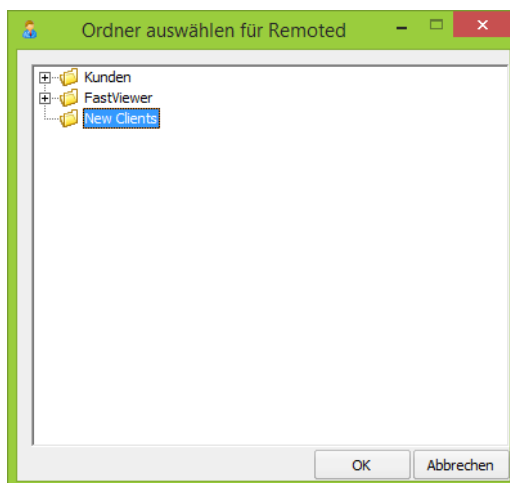 Ordner auswählen für Remoted
Kunden
FastViewer
New Clients
OK Abbrechen